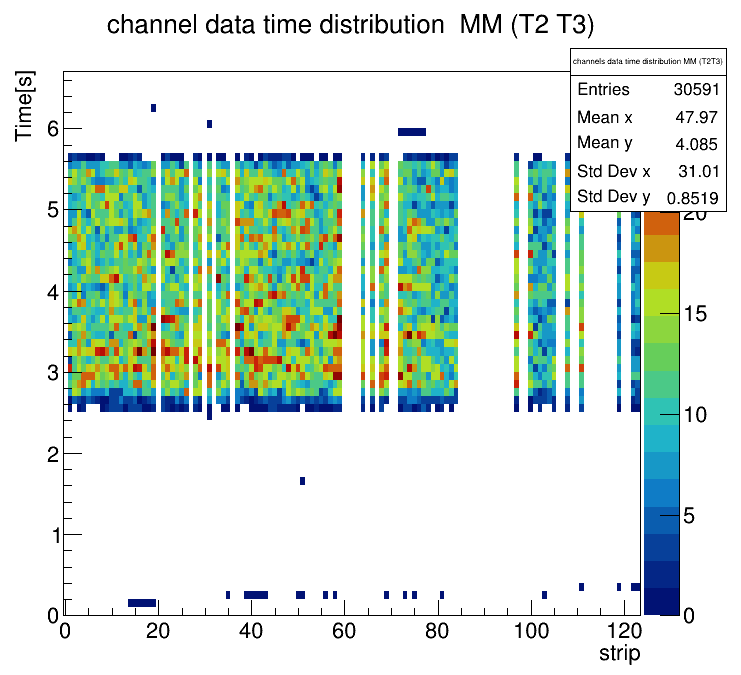 channel data time distribution  MM (T2 T3)
channels data time distribution MM (T2T3)
Entries 30591
Mean x 47.97
Mean y 4.085
Std Dev x 31.01
Std Dev y 0.8519
Time[s]
6
5
4
3
2
1
0
0 20 40 60 80 100 120
strip
20
15
10
5
0